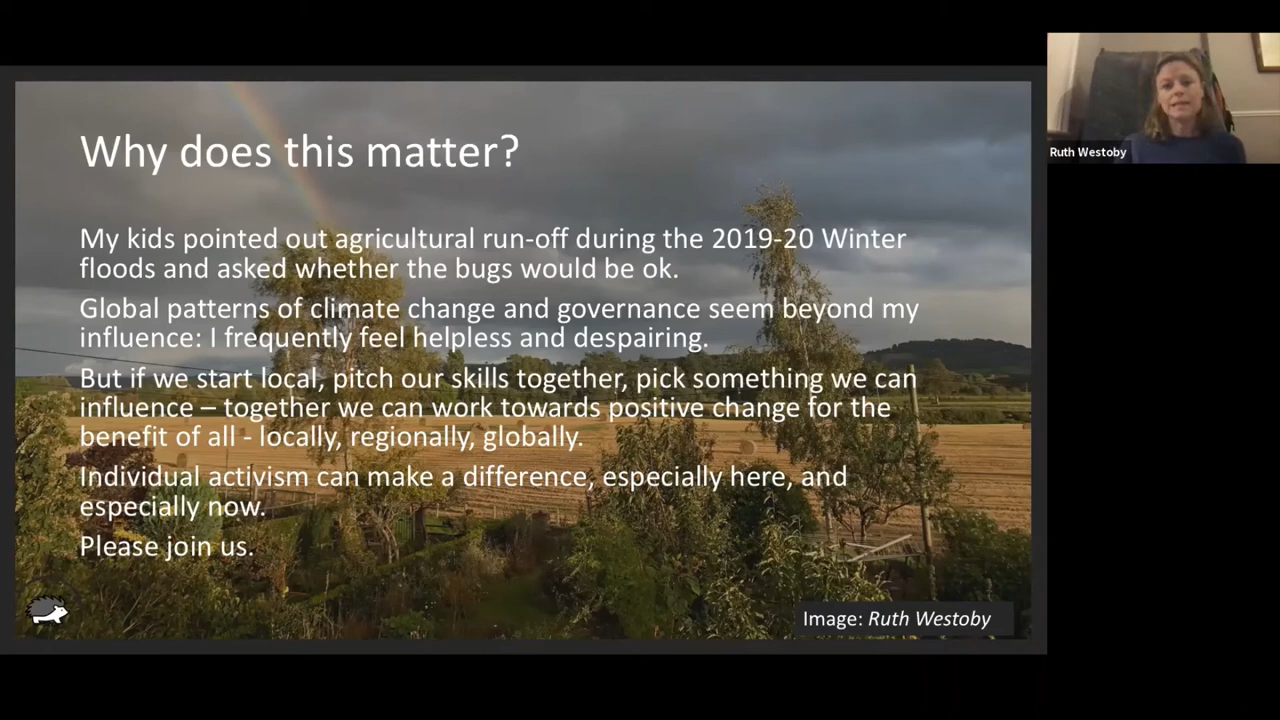 Why does this matter?
My kids pointed out agricultural run-off during the 2019-20 Winter
floods and asked whether the bugs would be ok.
Global patterns of climate change and governance seem beyond my
influence: I frequently feel helpless and despairing.
But if we start local, pitch our skills together, pick something we can
influence – together we can work towards positive change for the
benefit of all - locally, regionally, globally.
Individual activism can make a difference, especially here, and
especially now.
Please join us.
Image: Ruth Westoby
Ruth Westoby